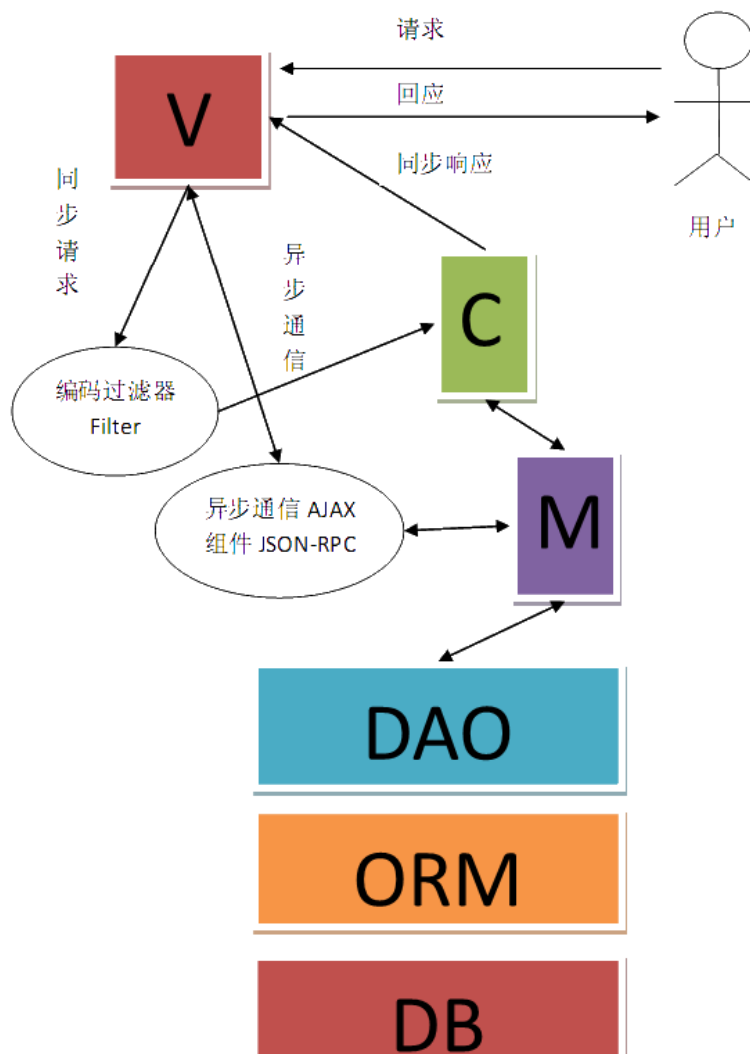 请求
V
回应
同步响应
用户
同步请求
异步通信
C
编码过滤器
Filter
M
异步通信 AJAX
组件 JSON-RPC
DAO
ORM
DB